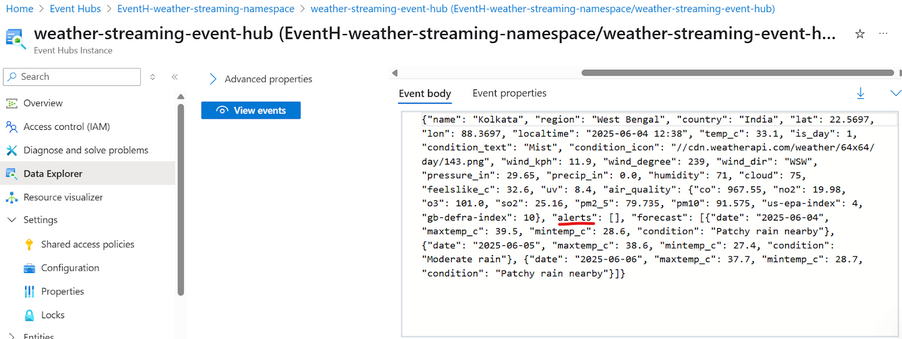 Home > Event Hubs > EventH-weather-streaming-namespace > weather-streaming-event-hub (EventH-weather-streaming-namespace/weather-streaming-event-hub)
weather-streaming-event-hub (EventH-weather-streaming-namespace/weather-streaming-event-h...
Event Hubs Instance
Search
Overview
Access control (IAM)
Diagnose and solve problems
Data Explorer
Resource visualizer
Settings
Shared access policies
Configuration
Properties
Locks
Entities
Advanced properties
View events
Event body Event properties
{"name": "Kolkata", "region": "West Bengal", "country": "India", "lat": 22.5697,
"lon": 88.3697, "localtime": "2025-06-04 12:38", "temp_c": 33.1, "is_day": 1,
"condition_text": "Mist", "condition_icon": "//cdn.weatherapi.com/weather/64x64/
day/143.png", "wind_kph": 11.9, "wind_degree": 239, "wind_dir": "WSW",
"pressure_in": 29.65, "precip_in": 0.0, "humidity": 71, "cloud": 75,
"feelslike_c": 32.6, "uv": 8.4, "air_quality": {"co": 967.55, "no2": 19.98,
"o3": 101.0, "so2": 25.16, "pm2_5": 79.735, "pm10": 91.575, "us-epa-index": 4,
"gb-defra-index": 10}, "alerts": [], "forecast": [{"date": "2025-06-04",
"maxtemp_c": 39.5, "mintemp_c": 28.6, "condition": "Patchy rain nearby"},
{"date": "2025-06-05", "maxtemp_c": 38.6, "mintemp_c": 27.4, "condition":
"Moderate rain"}, {"date": "2025-06-06", "maxtemp_c": 37.7, "mintemp_c": 28.7,
"condition": "Patchy rain nearby"}]}